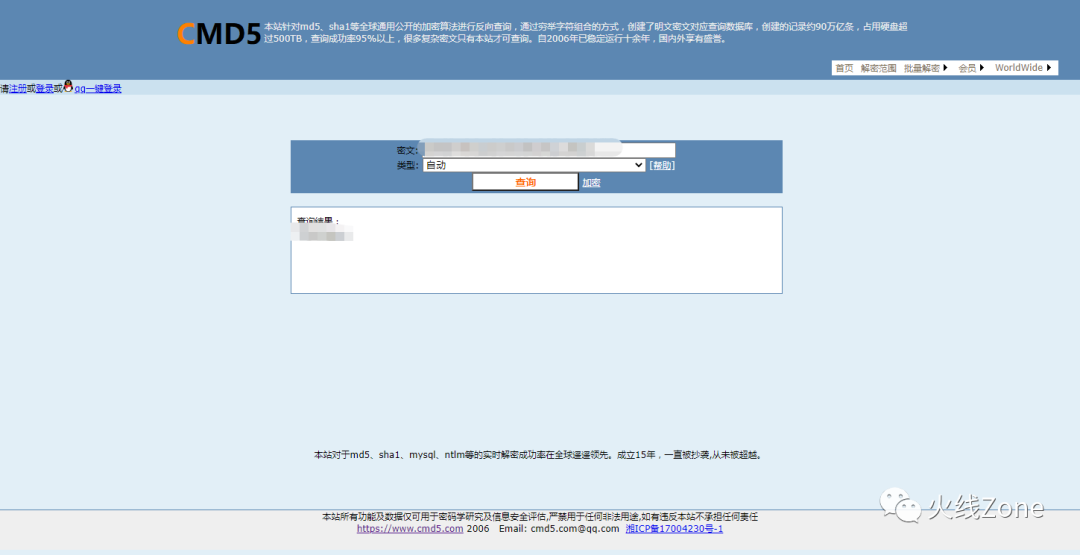 CMD5
本站针对md5、sha1等全球通用公开的加密算法进行反向查询，通过穷举字符组合的方式，创建了明文密文对应查询数据库，创建的记录约90万亿条，占用硬盘超
过500TB，查询成功率95%以上，很多复杂密文只有本站才可查询。自2006年已稳定运行十余年，国内外享有盛誉。
首页 解密范围 批量解密 会员 WorldWide
请注册或登录或qq一键登录
密文:
类型: 自动 [帮助]
查询 加密
查询结果：
本站对于md5、sha1、mysql、ntlm等的实时解密成功率在全球遥遥领先。成立15年，一直被抄袭,从未被超越。
火线Zone
本站所有功能及数据仅可用于密码学研究及信息安全评估,严禁用于任何非法用途,如有违反本站不承担任何责任
https://www.cmd5.com 2006 Email: cmd5.com@qq.com 湘ICP备17004230号-1